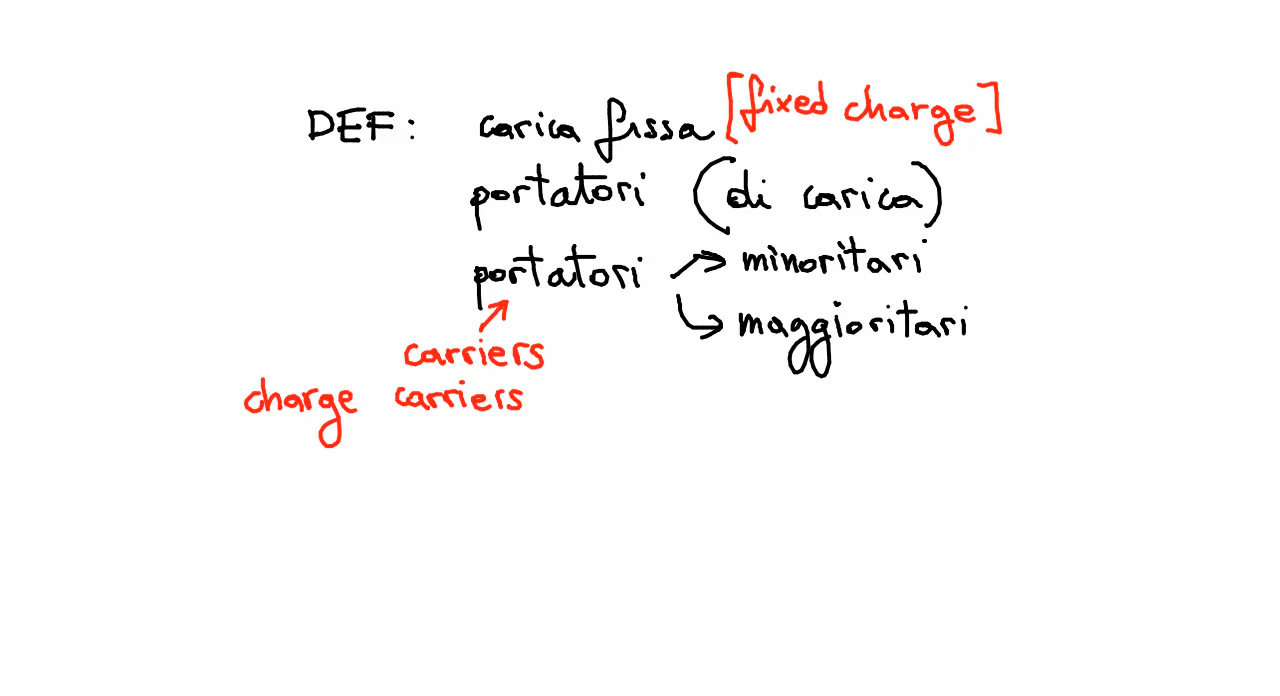 DEF: carica fissa [fixed charge]
portatori (di carica)
portatori → minoritari
↳ maggioritari
carriers
charge carriers